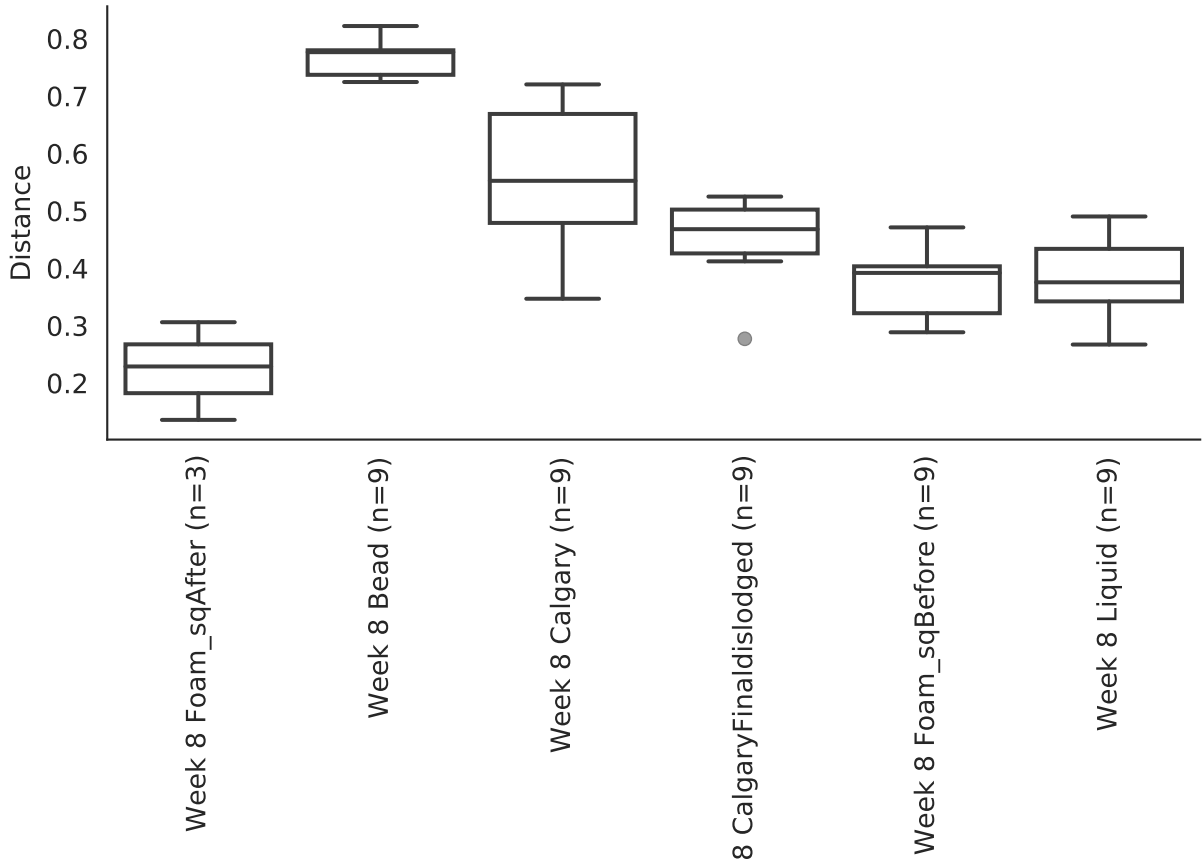 0.8
0.7
0.6
0.5
0.4
0.3
0.2
Distance
Week 8 Foam_sqAfter (n=3)
Week 8 Bead (n=9)
Week 8 Calgary (n=9)
8 CalgaryFinaldislodged (n=9)
Week 8 Foam_sqBefore (n=9)
Week 8 Liquid (n=9)